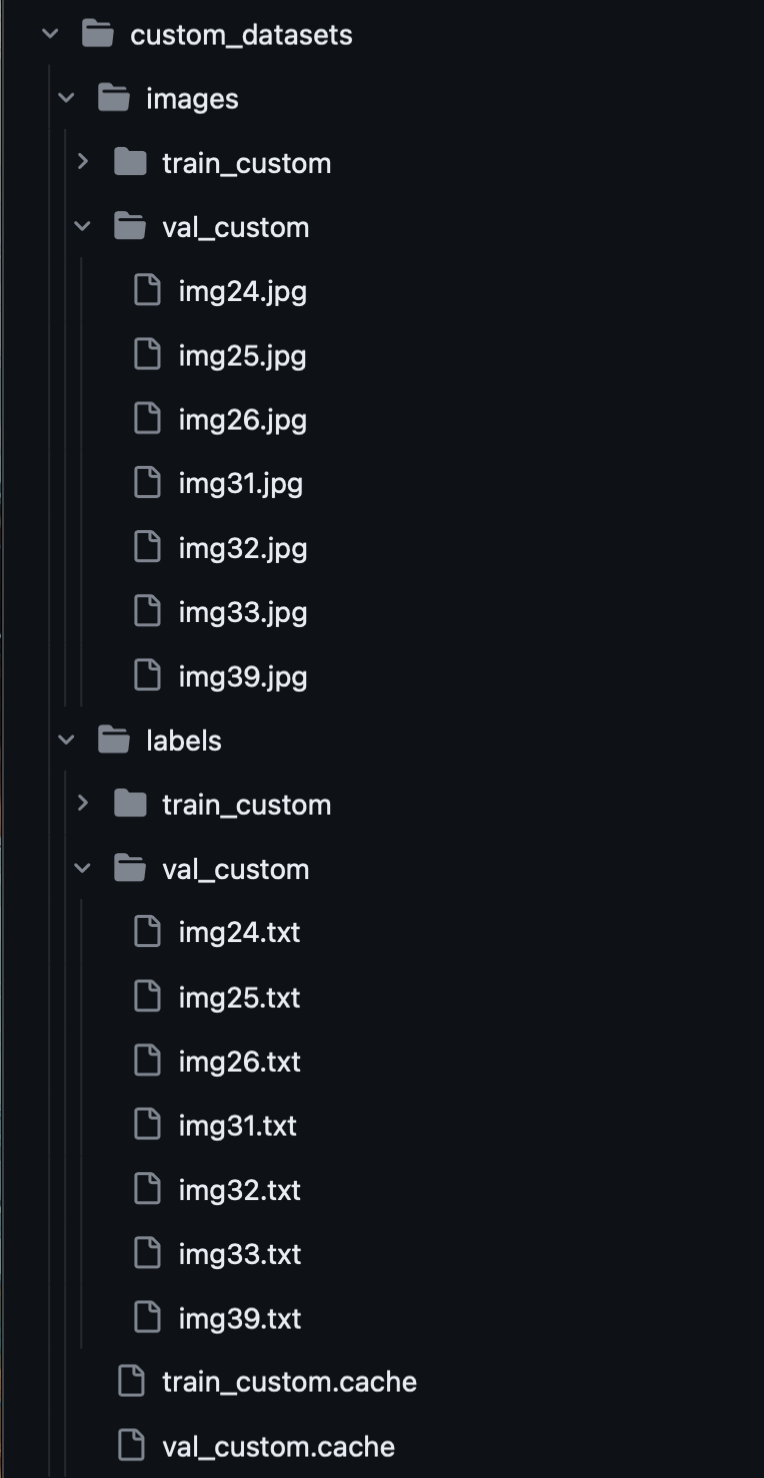 custom_datasets
images
train_custom
val_custom
img24.jpg
img25.jpg
img26.jpg
img31.jpg
img32.jpg
img33.jpg
img39.jpg
labels
train_custom
val_custom
img24.txt
img25.txt
img26.txt
img31.txt
img32.txt
img33.txt
img39.txt
train_custom.cache
val_custom.cache